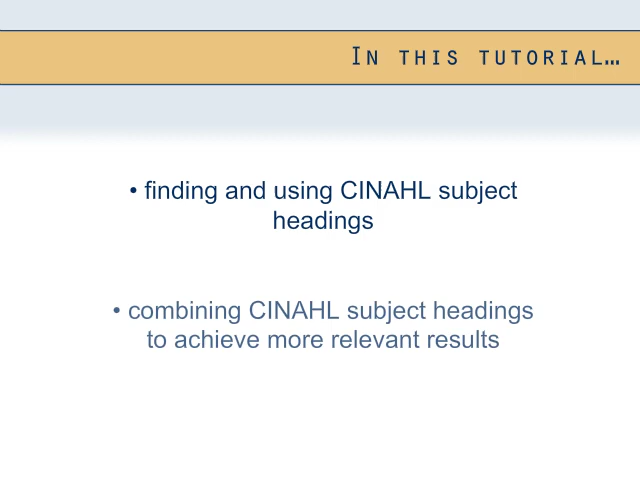 In this tutorial…
• finding and using CINAHL subject
headings
• combining CINAHL subject headings
to achieve more relevant results